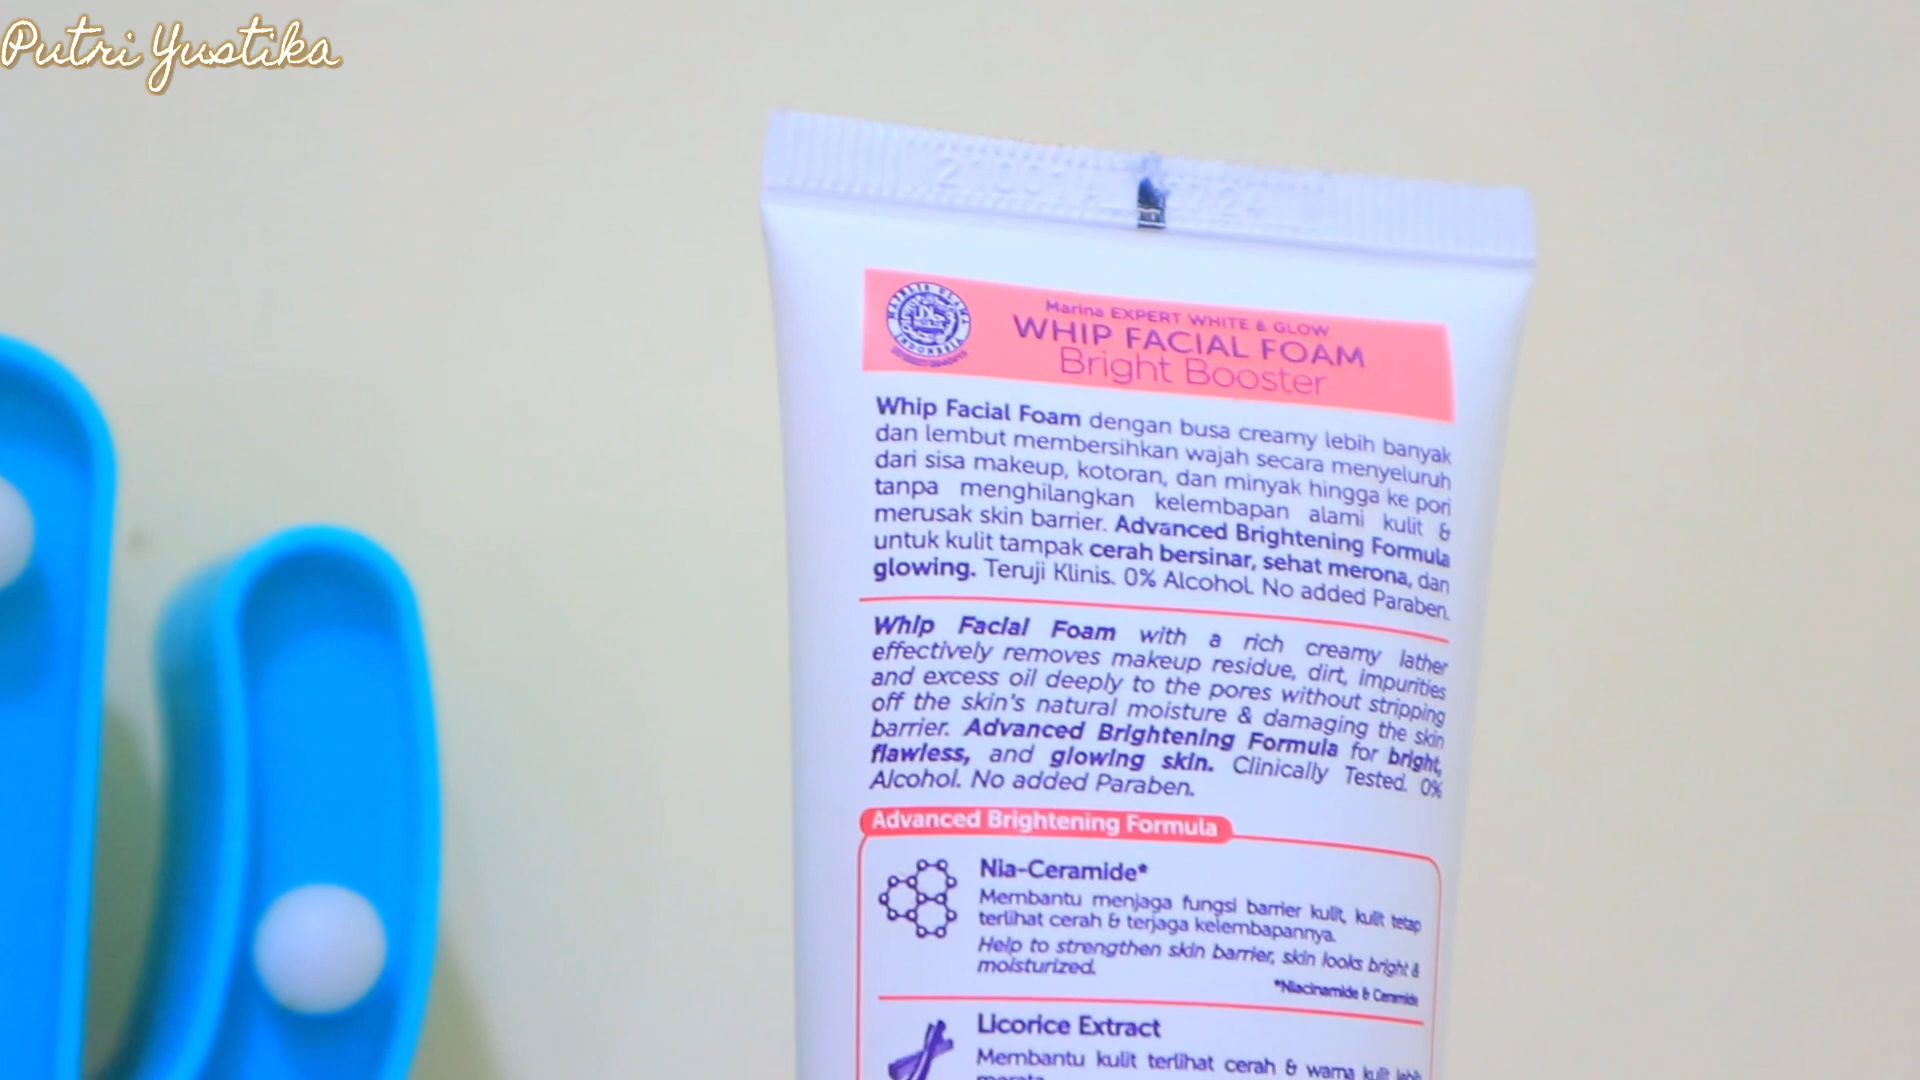 Putri Yustika
Marina EXPERT WHITE & GLOW
WHIP FACIAL FOAM
Bright Booster
Whip Facial Foam dengan busa creamy lebih banyak
dan lembut membersihkan wajah secara menyeluruh
dari sisa makeup, kotoran, dan minyak hingga ke pori
tanpa menghilangkan kelembapan alami kulit &
merusak skin barrier. Advanced Brightening Formula
untuk kulit tampak cerah bersinar, sehat merona, dan
glowing. Teruji Klinis. 0% Alcohol. No added Paraben.
Whip Facial Foam with a rich creamy lather
effectively removes makeup residue, dirt, impurities
and excess oil deeply to the pores without stripping
off the skin's natural moisture & damaging the skin
barrier. Advanced Brightening Formula for bright,
flawless, and glowing skin. Clinically Tested. 0%
Alcohol. No added Paraben.
Advanced Brightening Formula
Nia-Ceramide*
Membantu menjaga fungsi barrier kulit, kulit tetap
terlihat cerah & terjaga kelembapannya.
Help to strengthen skin barrier, skin looks bright &
moisturized.
*Niacinamide & Ceramide
Licorice Extract
Membantu kulit terlihat cerah & warna kulit lebih